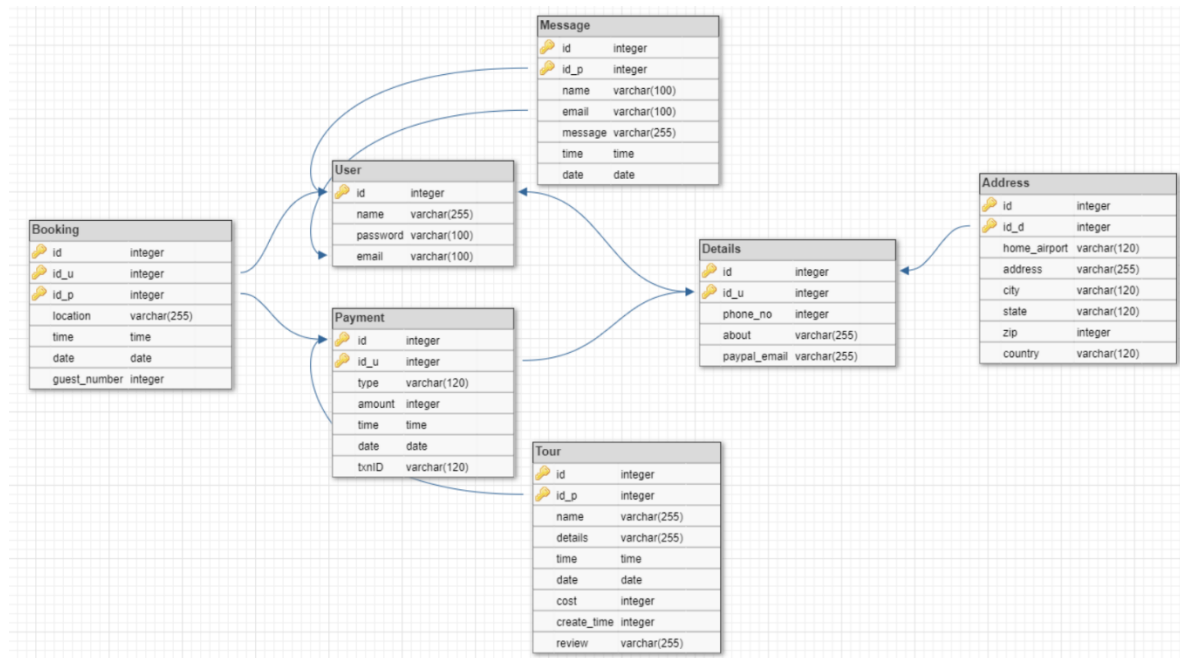 Message
id integer
id_p integer
name varchar(100)
email varchar(100)
message varchar(255)
time time
date date
User
id integer
name varchar(255)
password varchar(100)
email varchar(100)
Booking
id integer
id_u integer
id_p integer
location varchar(255)
time time
date date
guest_number integer
Payment
id integer
id_u integer
type varchar(120)
amount integer
time time
date date
txnID varchar(120)
Details
id integer
id_u integer
phone_no integer
about varchar(255)
paypal_email varchar(255)
Address
id integer
id_d integer
home_airport varchar(120)
address varchar(255)
city varchar(120)
state varchar(120)
zip integer
country varchar(120)
Tour
id integer
id_p integer
name varchar(255)
details varchar(255)
time time
date date
cost integer
create_time integer
review varchar(255)